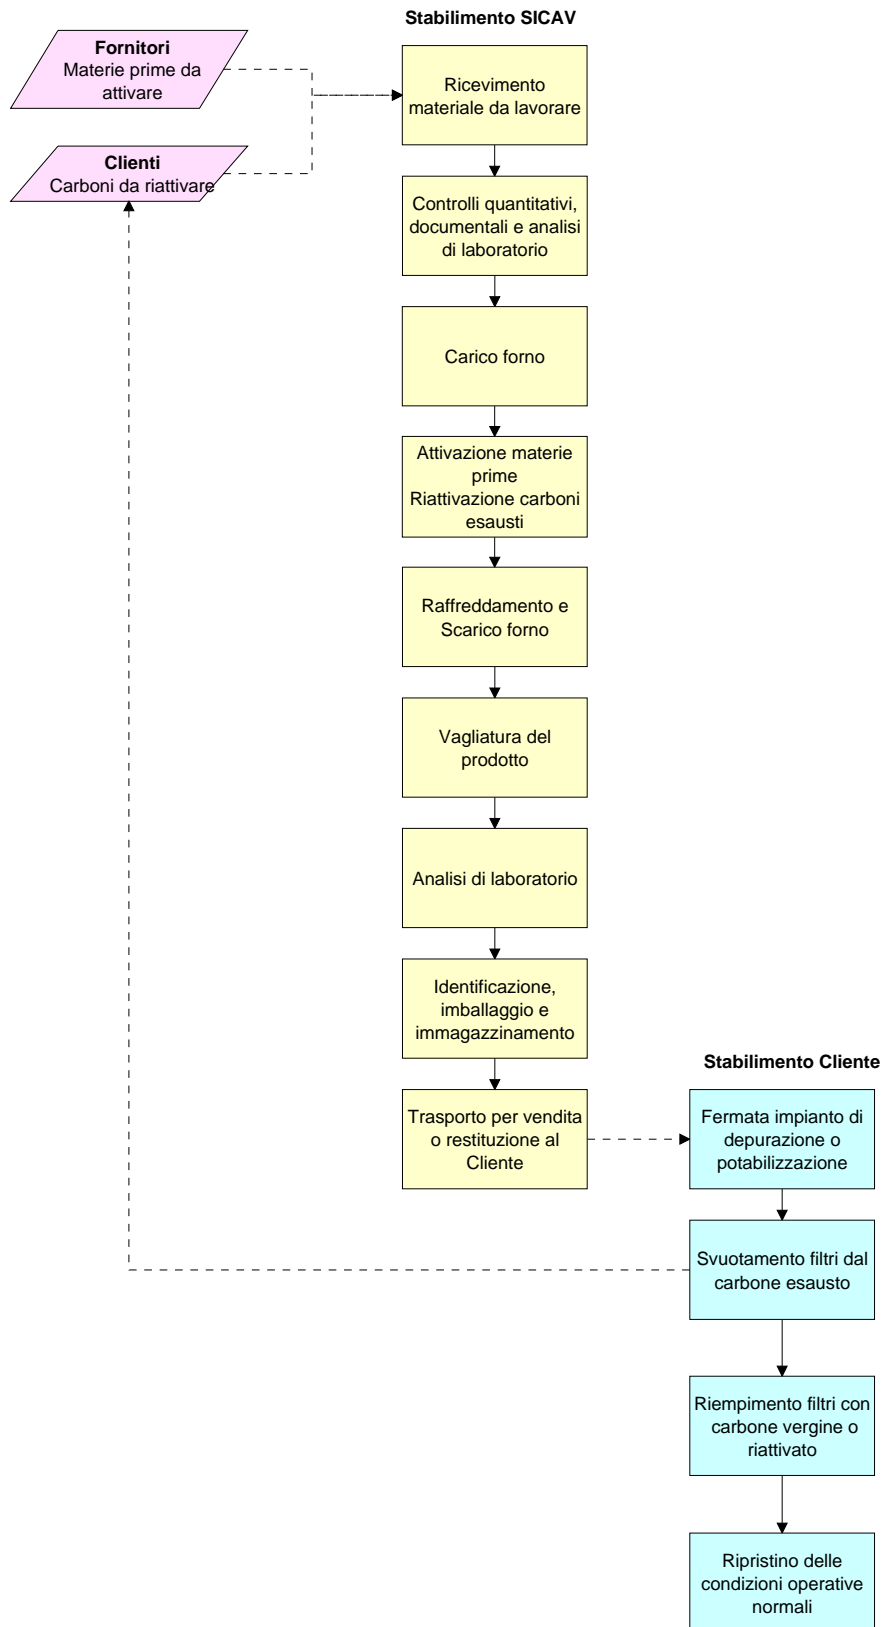 Stabilimento SICAV
Fornitori
Materie prime da
attivare
Clienti
Carboni da riattivare
Ricevimento
materiale da lavorare
Controlli quantitativi,
documentali e analisi
di laboratorio
Carico forno
Attivazione materie
prime
Riattivazione carboni
esausti
Raffreddamento e
Scarico forno
Vagliatura del
prodotto
Analisi di laboratorio
Identificazione,
imballaggio e
immagazzinamento
Trasporto per vendita
o restituzione al
Cliente
Stabilimento Cliente
Fermata impianto di
depurazione o
potabilizzazione
Svuotamento filtri dal
carbone esausto
Riempimento filtri con
carbone vergine o
riattivato
Ripristino delle
condizioni operative
normali